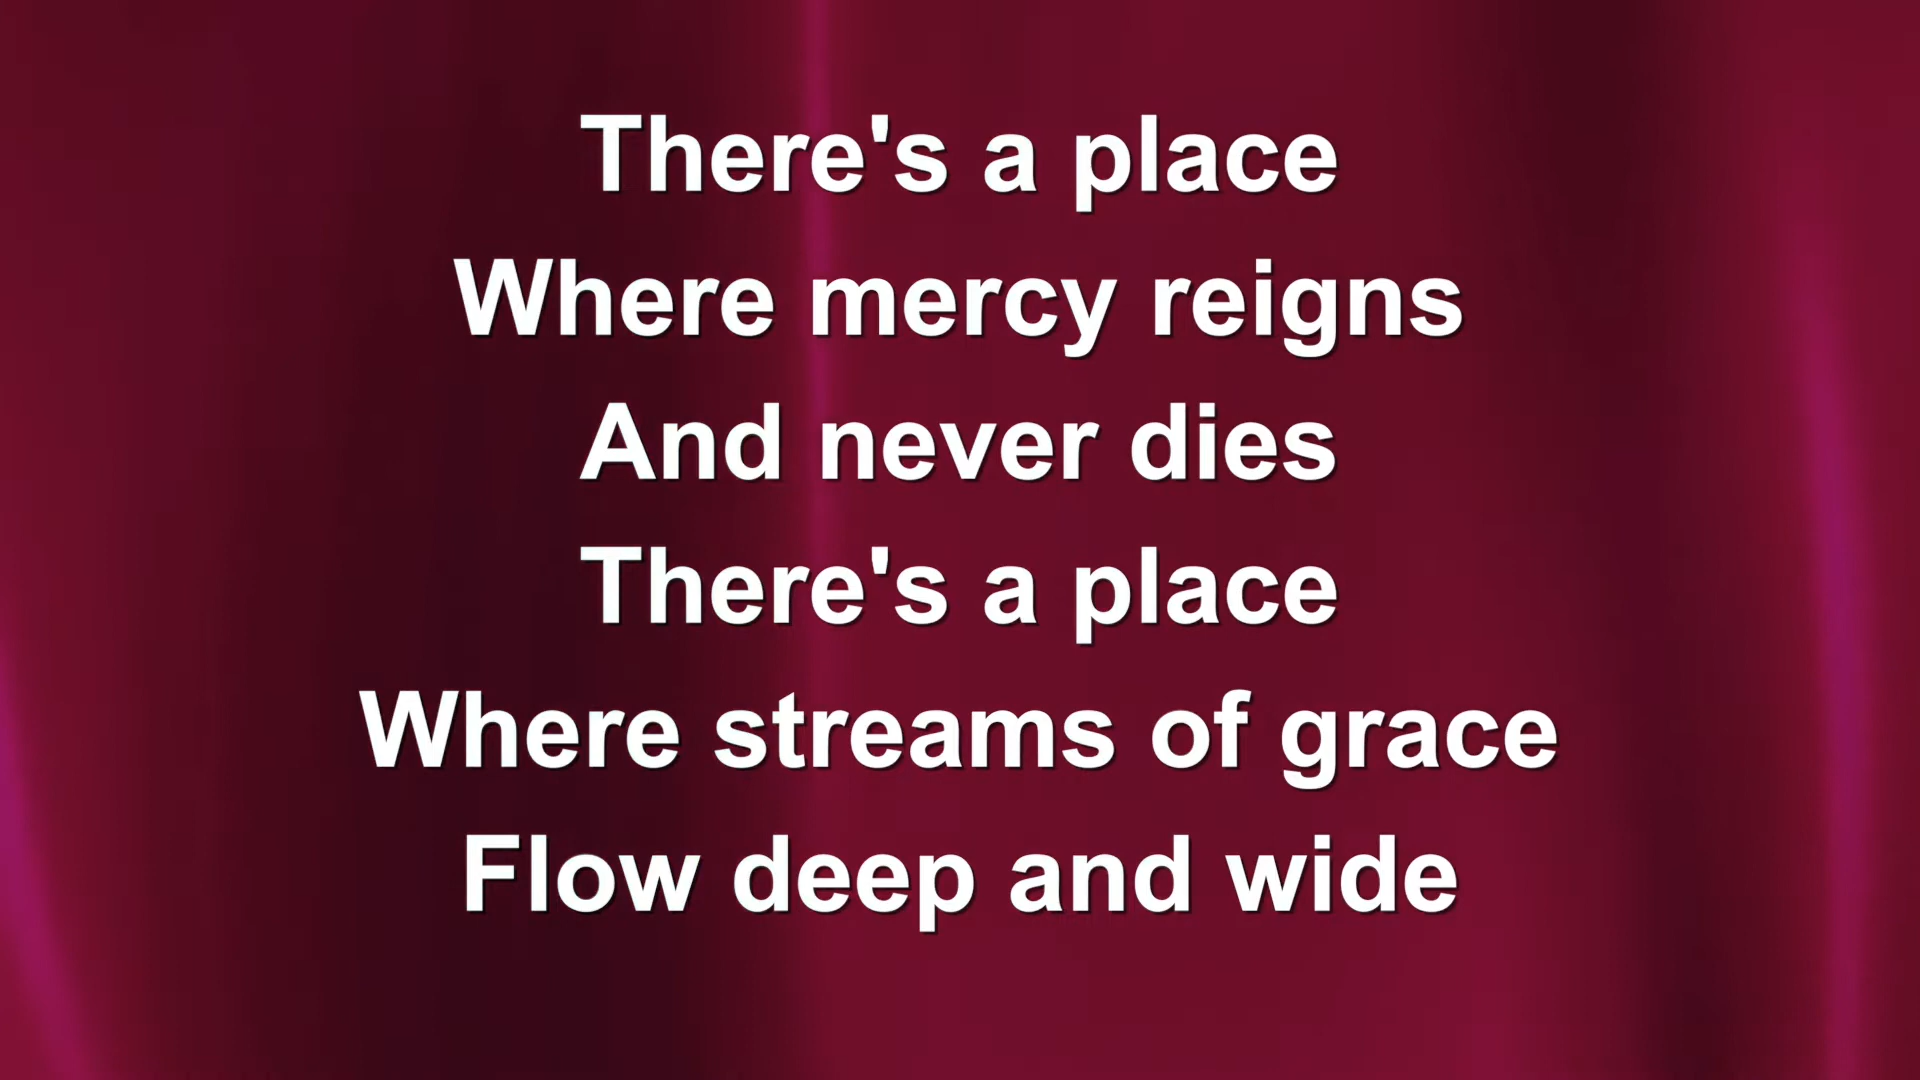 There's a place
Where mercy reigns
And never dies
There's a place
Where streams of grace
Flow deep and wide